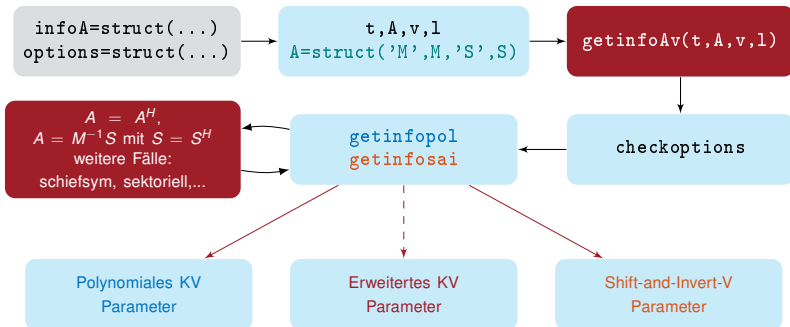 infoA=struct(...)
options=struct(...)
t,A,v,l
A=struct('M',M,'S',S)
getinfoAv(t,A,v,l)
A = A^H,
A = M^{-1}S mit S = S^H
weitere Fälle:
schiefsym, sektoriell,...
getinfopol
getinfosai
checkoptions
Polynomiales KV
Parameter
Erweitertes KV
Parameter
Shift-and-Invert-V
Parameter